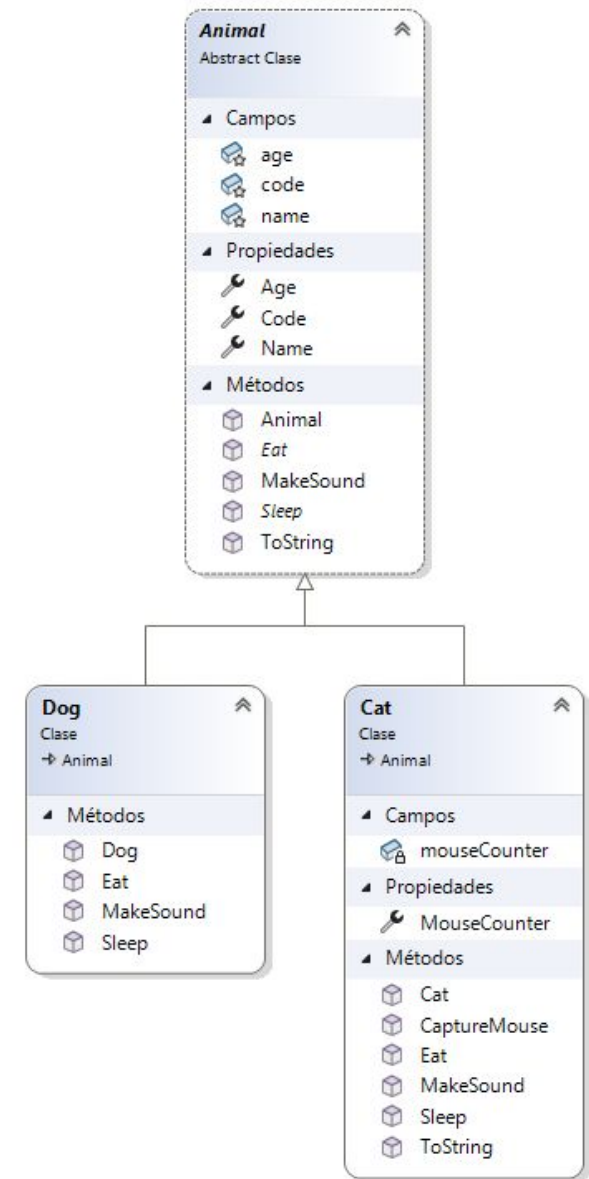 Animal
Abstract Clase
Campos
age
code
name
Propiedades
Age
Code
Name
Métodos
Animal
Eat
MakeSound
Sleep
ToString
Dog
Clase
Animal
Métodos
Dog
Eat
MakeSound
Sleep
Cat
Clase
Animal
Campos
mouseCounter
Propiedades
MouseCounter
Métodos
Cat
CaptureMouse
Eat
MakeSound
Sleep
ToString